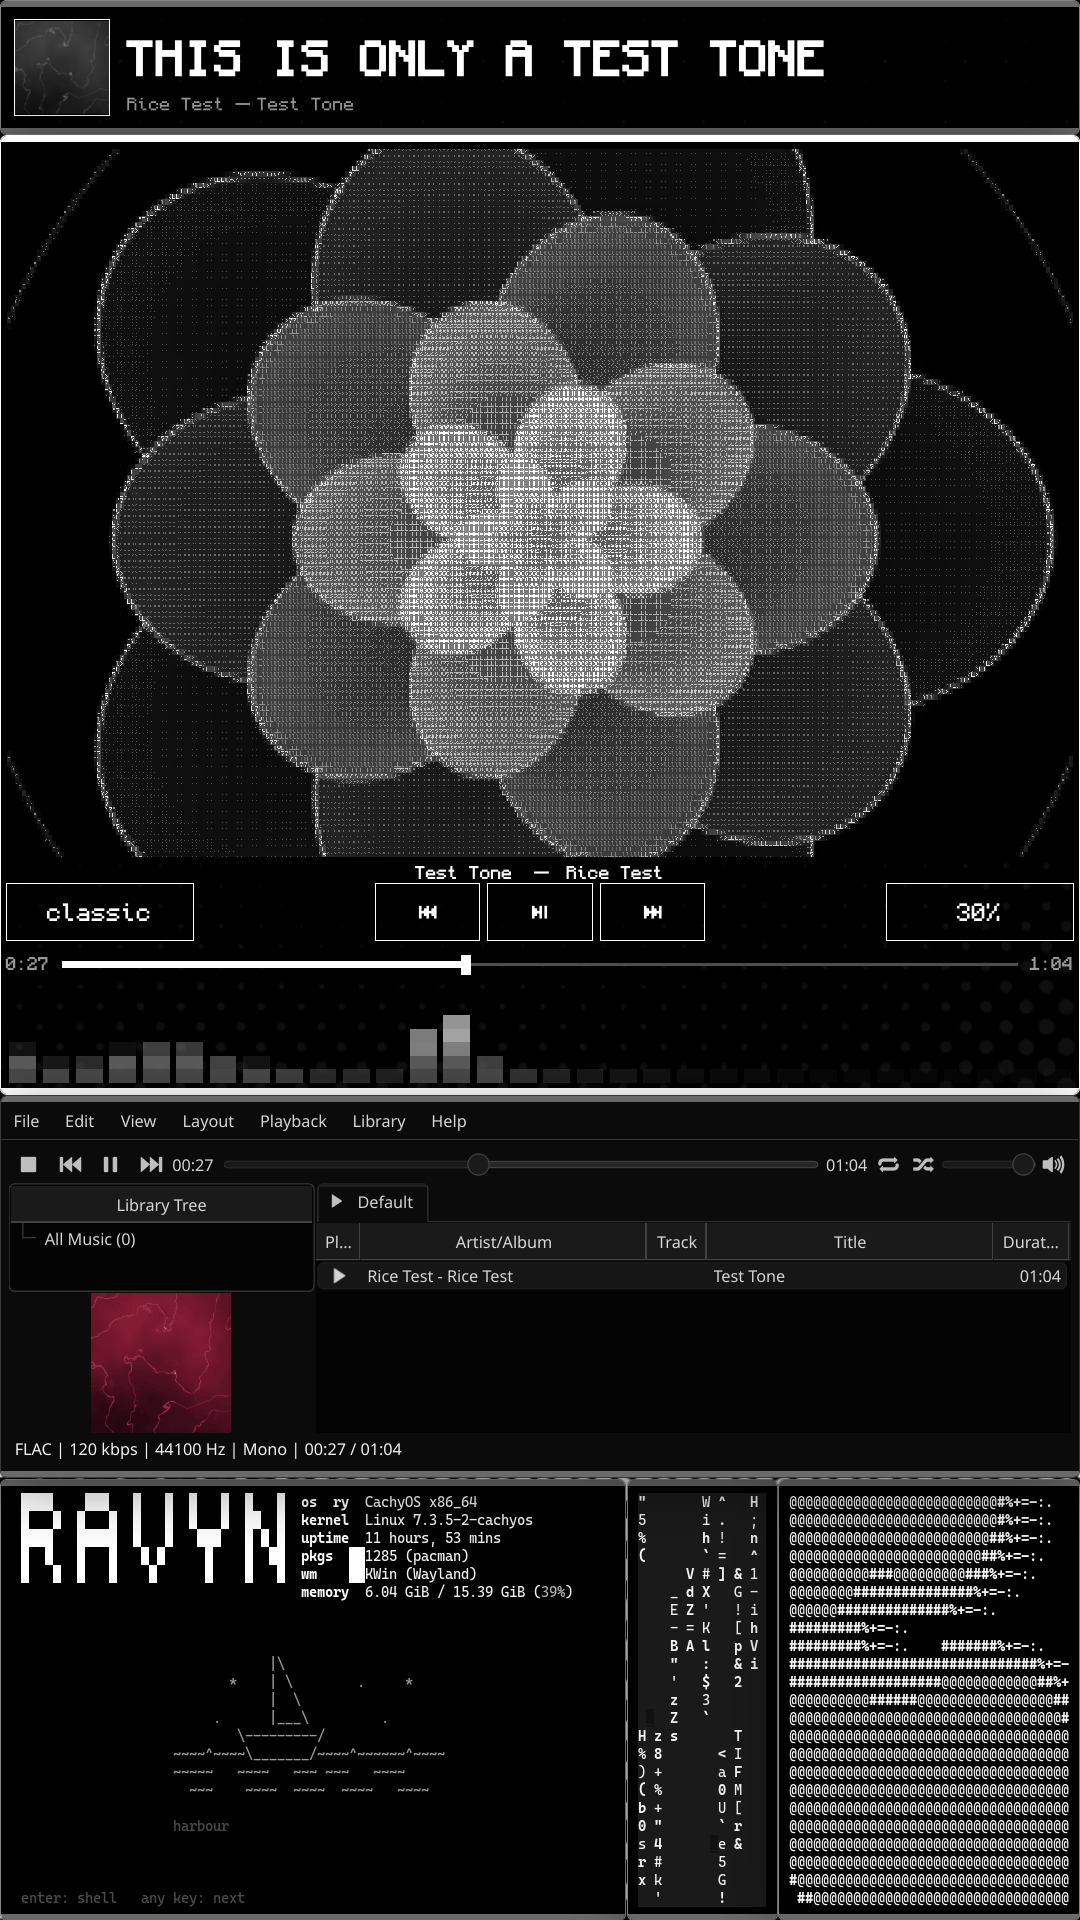 THIS IS ONLY A TEST TONE
Rice Test — Test Tone
Test Tone — Rice Test
classic
30%
0:27
1:04
File Edit View Layout Playback Library Help
00:27
01:04
Library Tree
All Music (0)
Default
Pl... Artist/Album Track Title Durat...
Rice Test - Rice Test Test Tone 01:04
FLAC | 120 kbps | 44100 Hz | Mono | 00:27 / 01:04
RAVYN
os ry CachyOS x86_64
kernel Linux 7.3.5-2-cachyos
uptime 11 hours, 53 mins
pkgs 1285 (pacman)
wm KWin (Wayland)
memory 6.04 GiB / 15.39 GiB (39%)
harbour
enter: shell any key: next